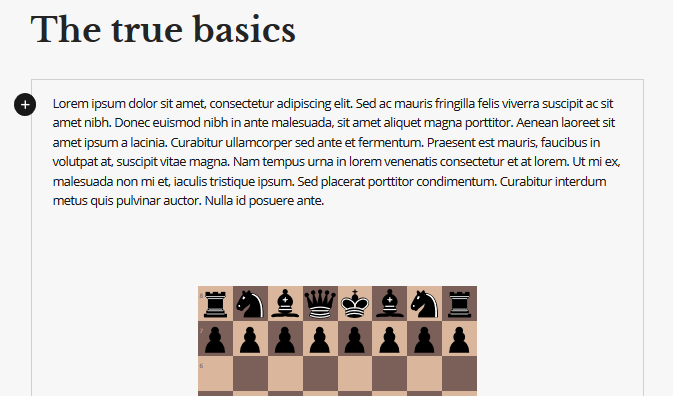 The true basics
Lorem ipsum dolor sit amet, consectetur adipiscing elit. Sed ac mauris fringilla felis viverra suscipit ac sit
amet nibh. Donec euismod nibh in ante malesuada, sit amet aliquet magna porttitor. Aenean laoreet sit
amet ipsum a lacinia. Curabitur ullamcorper sed ante et fermentum. Praesent est mauris, faucibus in
volutpat at, suscipit vitae magna. Nam tempus urna in lorem venenatis consectetur et at lorem. Ut mi ex,
malesuada non mi et, iaculis tristique ipsum. Sed placerat porttitor condimentum. Curabitur interdum
metus quis pulvinar auctor. Nulla id posuere ante.
8
7
6